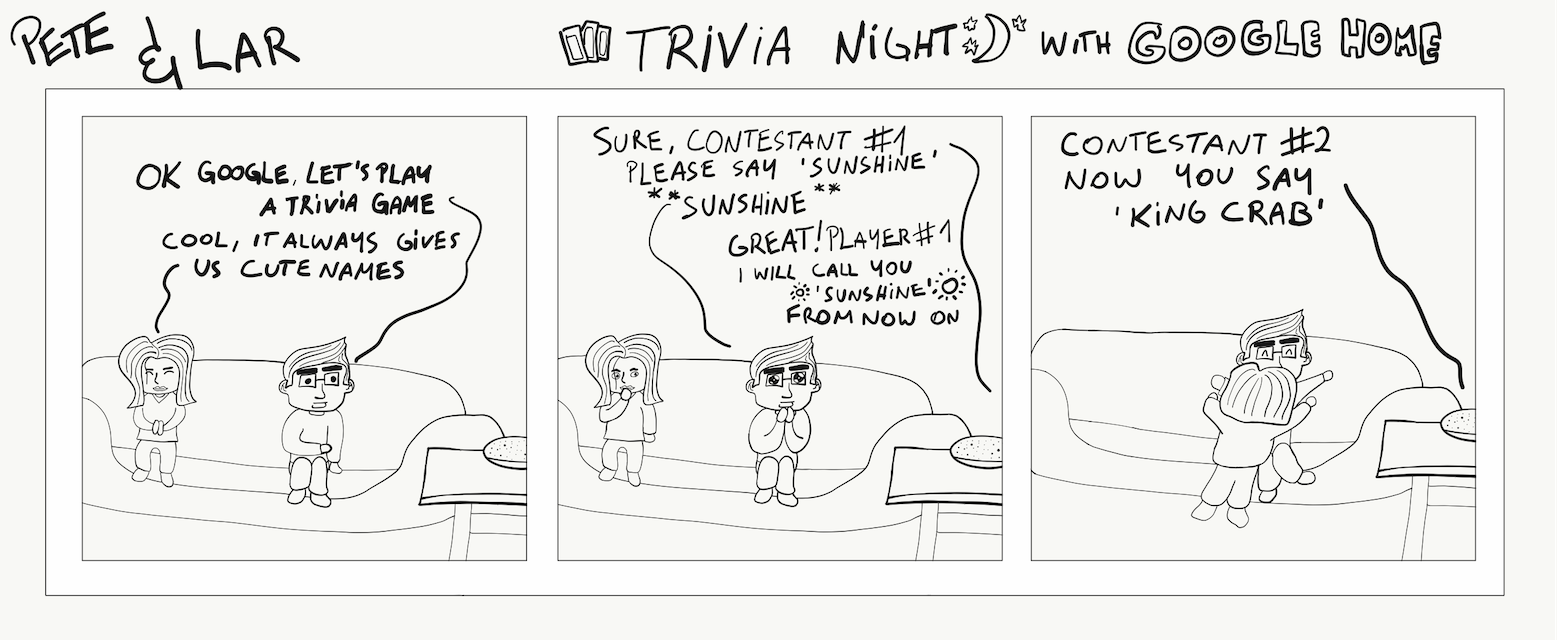 PETE & LAR
TRIVIA NIGHT WITH GOOGLE HOME
OK GOOGLE, LET'S PLAY
A TRIVIA GAME
COOL, IT ALWAYS GIVES
US CUTE NAMES
SURE, CONTESTANT #1
PLEASE SAY 'SUNSHINE'
**SUNSHINE**
GREAT! PLAYER #1
I WILL CALL YOU
'SUNSHINE'
FROM NOW ON
CONTESTANT #2
NOW YOU SAY
'KING CRAB'